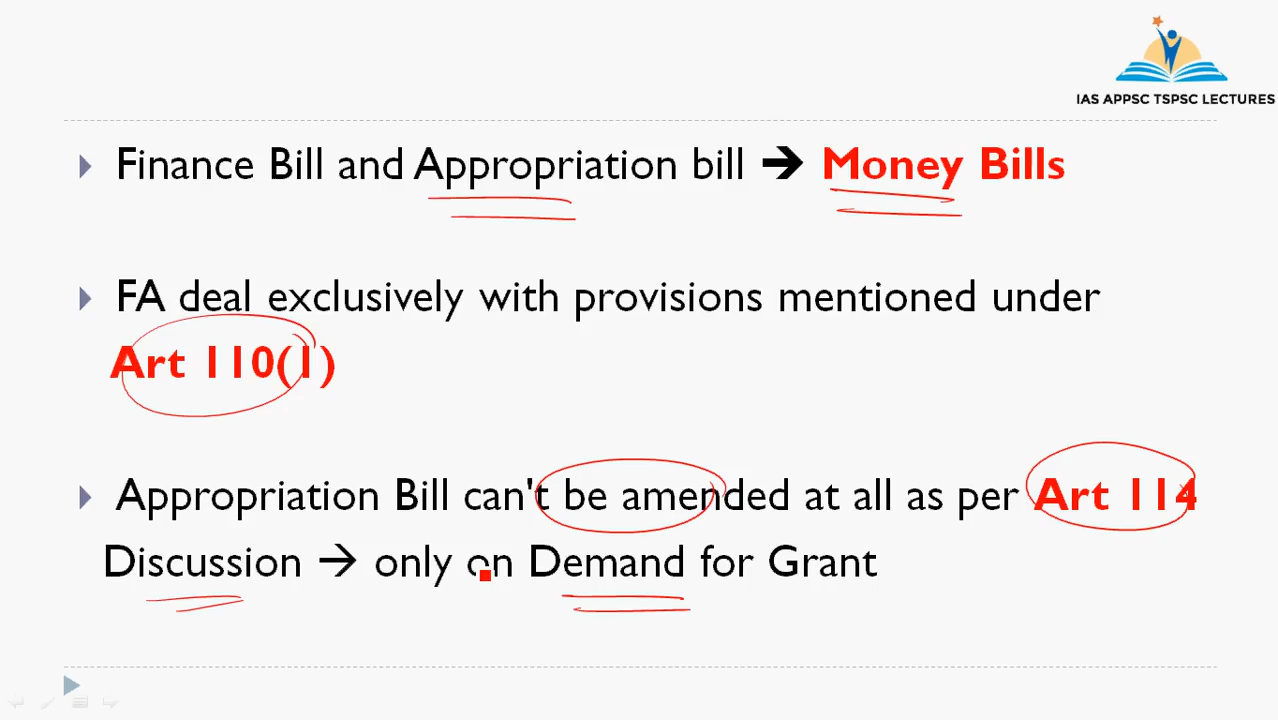 IAS APPSC TSPSC LECTURES
Finance Bill and Appropriation bill → Money Bills
FA deal exclusively with provisions mentioned under
Art 110(1)
Appropriation Bill can't be amended at all as per Art 114
Discussion → only on Demand for Grant